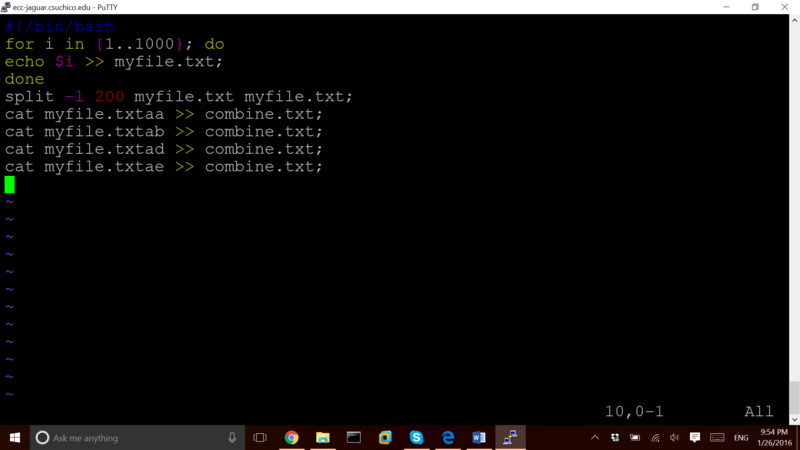 ecc-jaguar.csuchico.edu - PuTTY
#!/bin/bash
for i in {1..1000}; do
echo $i >> myfile.txt;
done
split -l 200 myfile.txt myfile.txt;
cat myfile.txtaa >> combine.txt;
cat myfile.txtab >> combine.txt;
cat myfile.txtad >> combine.txt;
cat myfile.txtae >> combine.txt;
~
~
~
~
~
~
~
~
~
~
~
~
10,0-1 All
Ask me anything
ENG
9:54 PM
1/26/2016